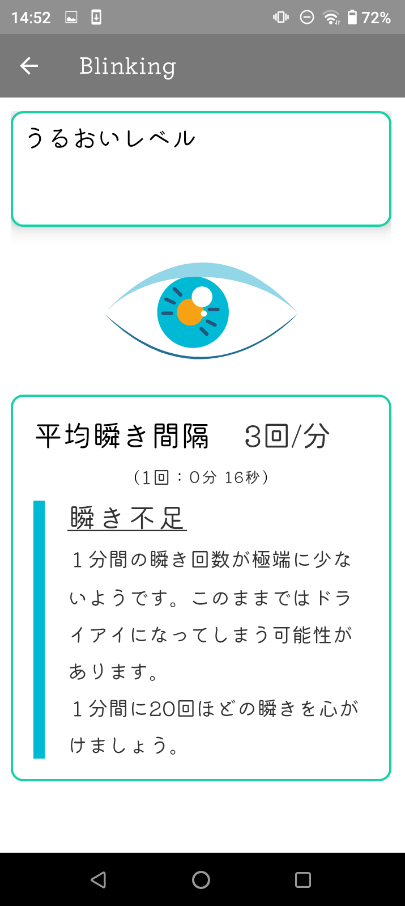 14:52 72%
Blinking
うるおいレベル
平均瞬き間隔 3回/分
(1回：0分 16秒)
瞬き不足
１分間の瞬き回数が極端に少な
いようです。このままではドラ
イアイになってしまう可能性が
あります。
１分間に20回ほどの瞬きを心が
けましょう。